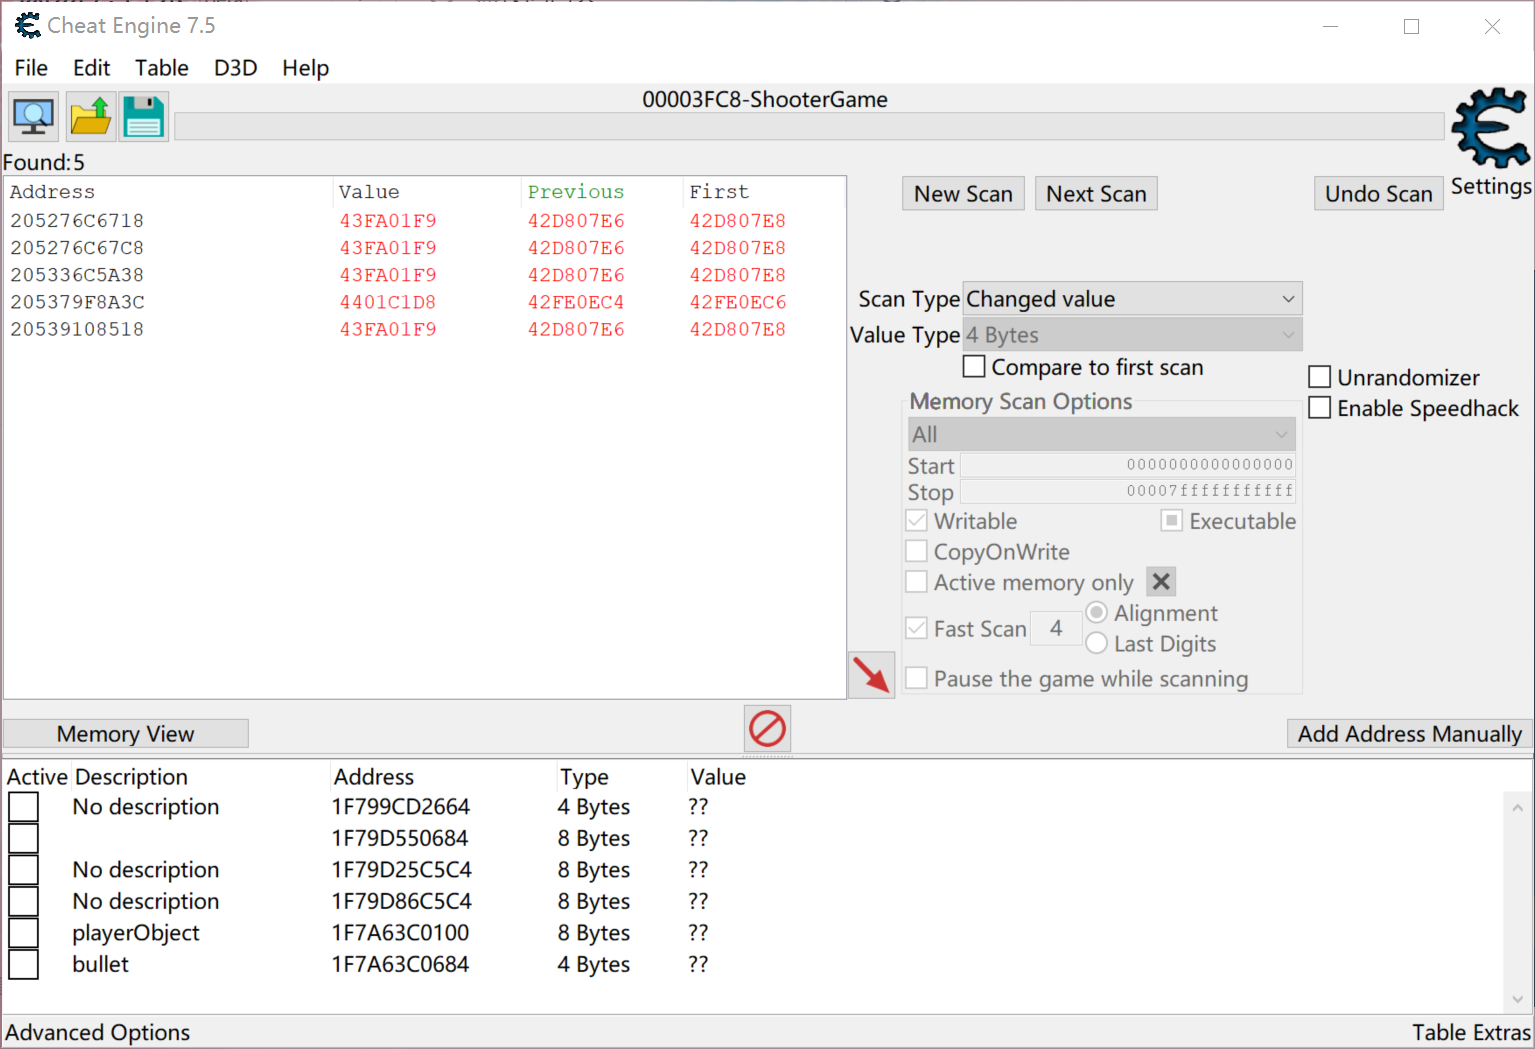 Cheat Engine 7.5
File Edit Table D3D Help
00003FC8-ShooterGame
Found:5
Settings
Address Value Previous First
205276C6718 43FA01F9 42D807E6 42D807E8
205276C67C8 43FA01F9 42D807E6 42D807E8
205336C5A38 43FA01F9 42D807E6 42D807E8
205379F8A3C 4401C1D8 42FE0EC4 42FE0EC6
20539108518 43FA01F9 42D807E6 42D807E8
New Scan Next Scan Undo Scan
Scan Type Changed value
Value Type 4 Bytes
Compare to first scan
Unrandomizer
Enable Speedhack
Memory Scan Options
All
Start 0000000000000000
Stop 00007fffffffffff
Writable Executable
CopyOnWrite
Active memory only
Fast Scan 4 Alignment
Last Digits
Pause the game while scanning
Memory View Add Address Manually
Active Description Address Type Value
No description 1F799CD2664 4 Bytes ??
1F79D550684 8 Bytes ??
No description 1F79D25C5C4 8 Bytes ??
No description 1F79D86C5C4 8 Bytes ??
playerObject 1F7A63C0100 8 Bytes ??
bullet 1F7A63C0684 4 Bytes ??
Advanced Options Table Extras